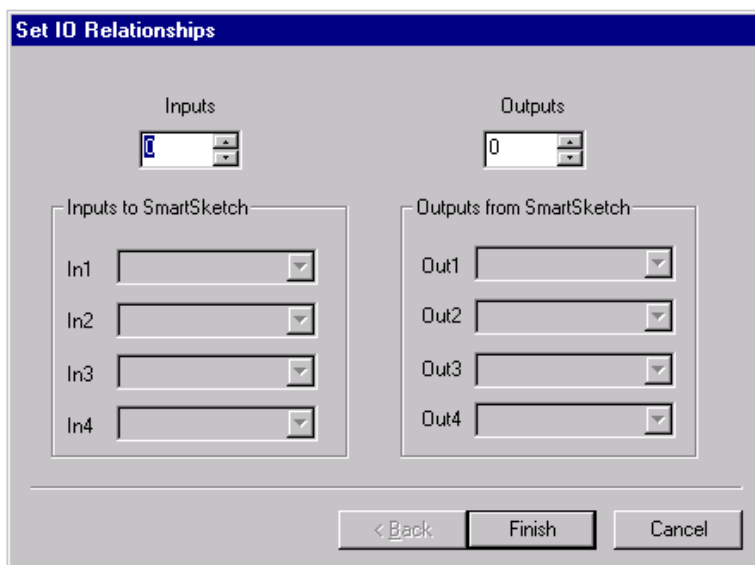 Set IO Relationships
Inputs Outputs
0 0
Inputs to SmartSketch Outputs from SmartSketch
In1 Out1
In2 Out2
In3 Out3
In4 Out4
< Back Finish Cancel